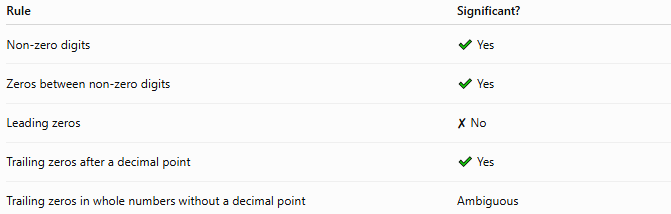 Rule Significant?
Non-zero digits ✔ Yes
Zeros between non-zero digits ✔ Yes
Leading zeros ✗ No
Trailing zeros after a decimal point ✔ Yes
Trailing zeros in whole numbers without a decimal point Ambiguous